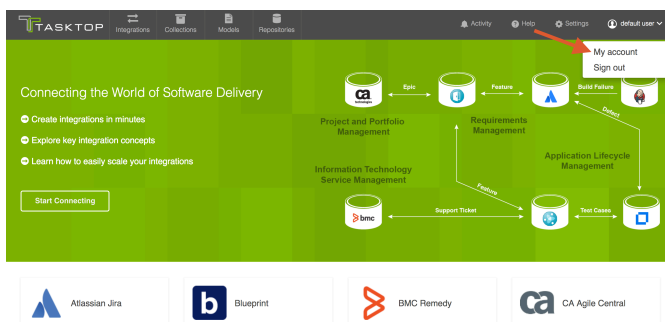 TASKTOP
Integrations
Collections
Models
Repositories
Activity
Help
Settings
default user
My account
Sign out
Connecting the World of Software Delivery
Create integrations in minutes
Explore key integration concepts
Learn how to easily scale your integrations
Start Connecting
ca
technologies
Epic
Feature
Build Failure
Project and Portfolio
Management
Requirements
Management
Defect
Application Lifecycle
Management
Information Technology
Service Management
Feature
bmc
Support Ticket
Test Cases
Atlassian Jira
b
Blueprint
BMC Remedy
ca
CA Agile Central